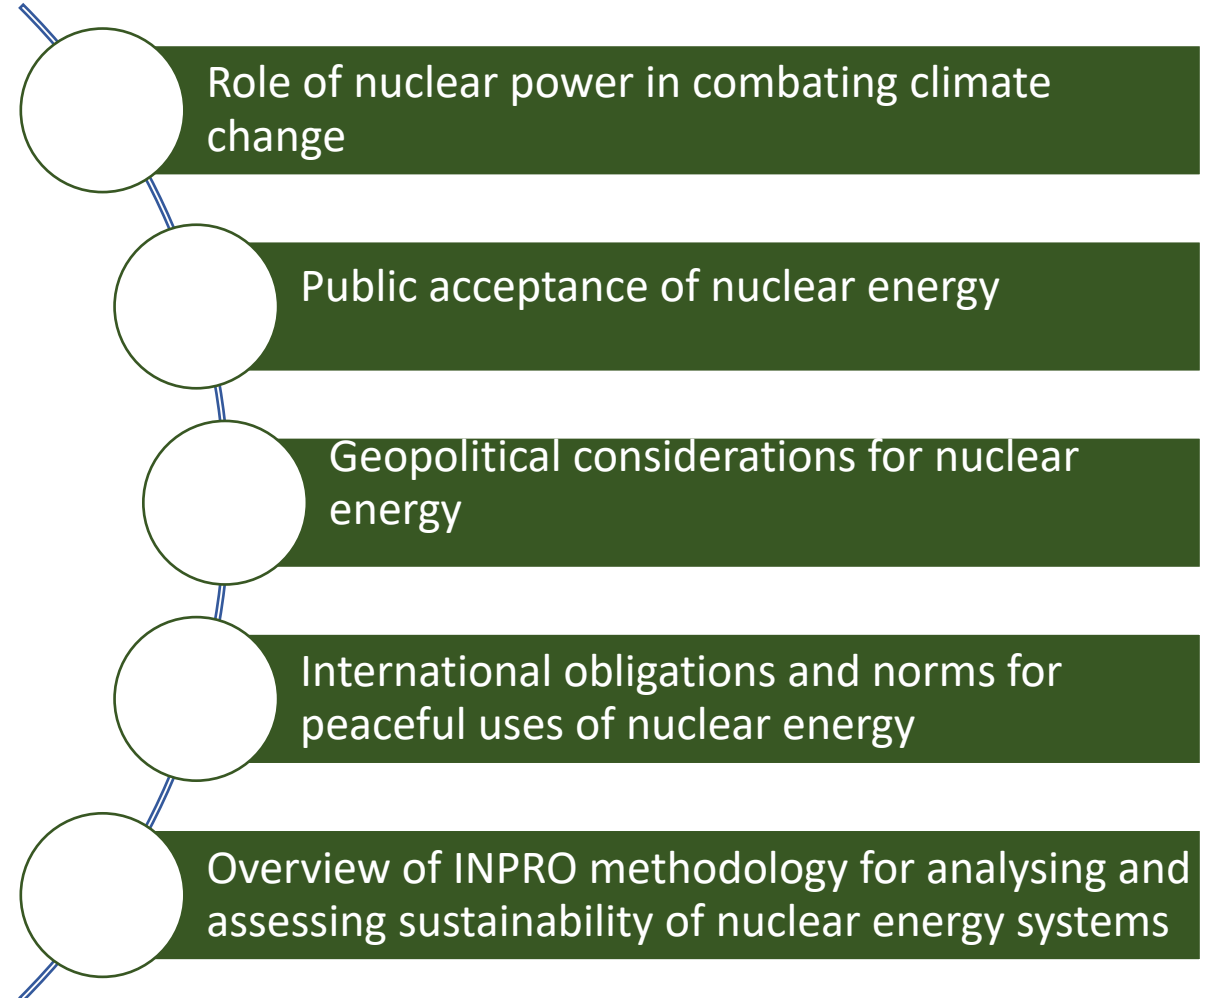 Role of nuclear power in combating climate
change
Public acceptance of nuclear energy
Geopolitical considerations for nuclear
energy
International obligations and norms for
peaceful uses of nuclear energy
Overview of INPRO methodology for analysing and
assessing sustainability of nuclear energy systems